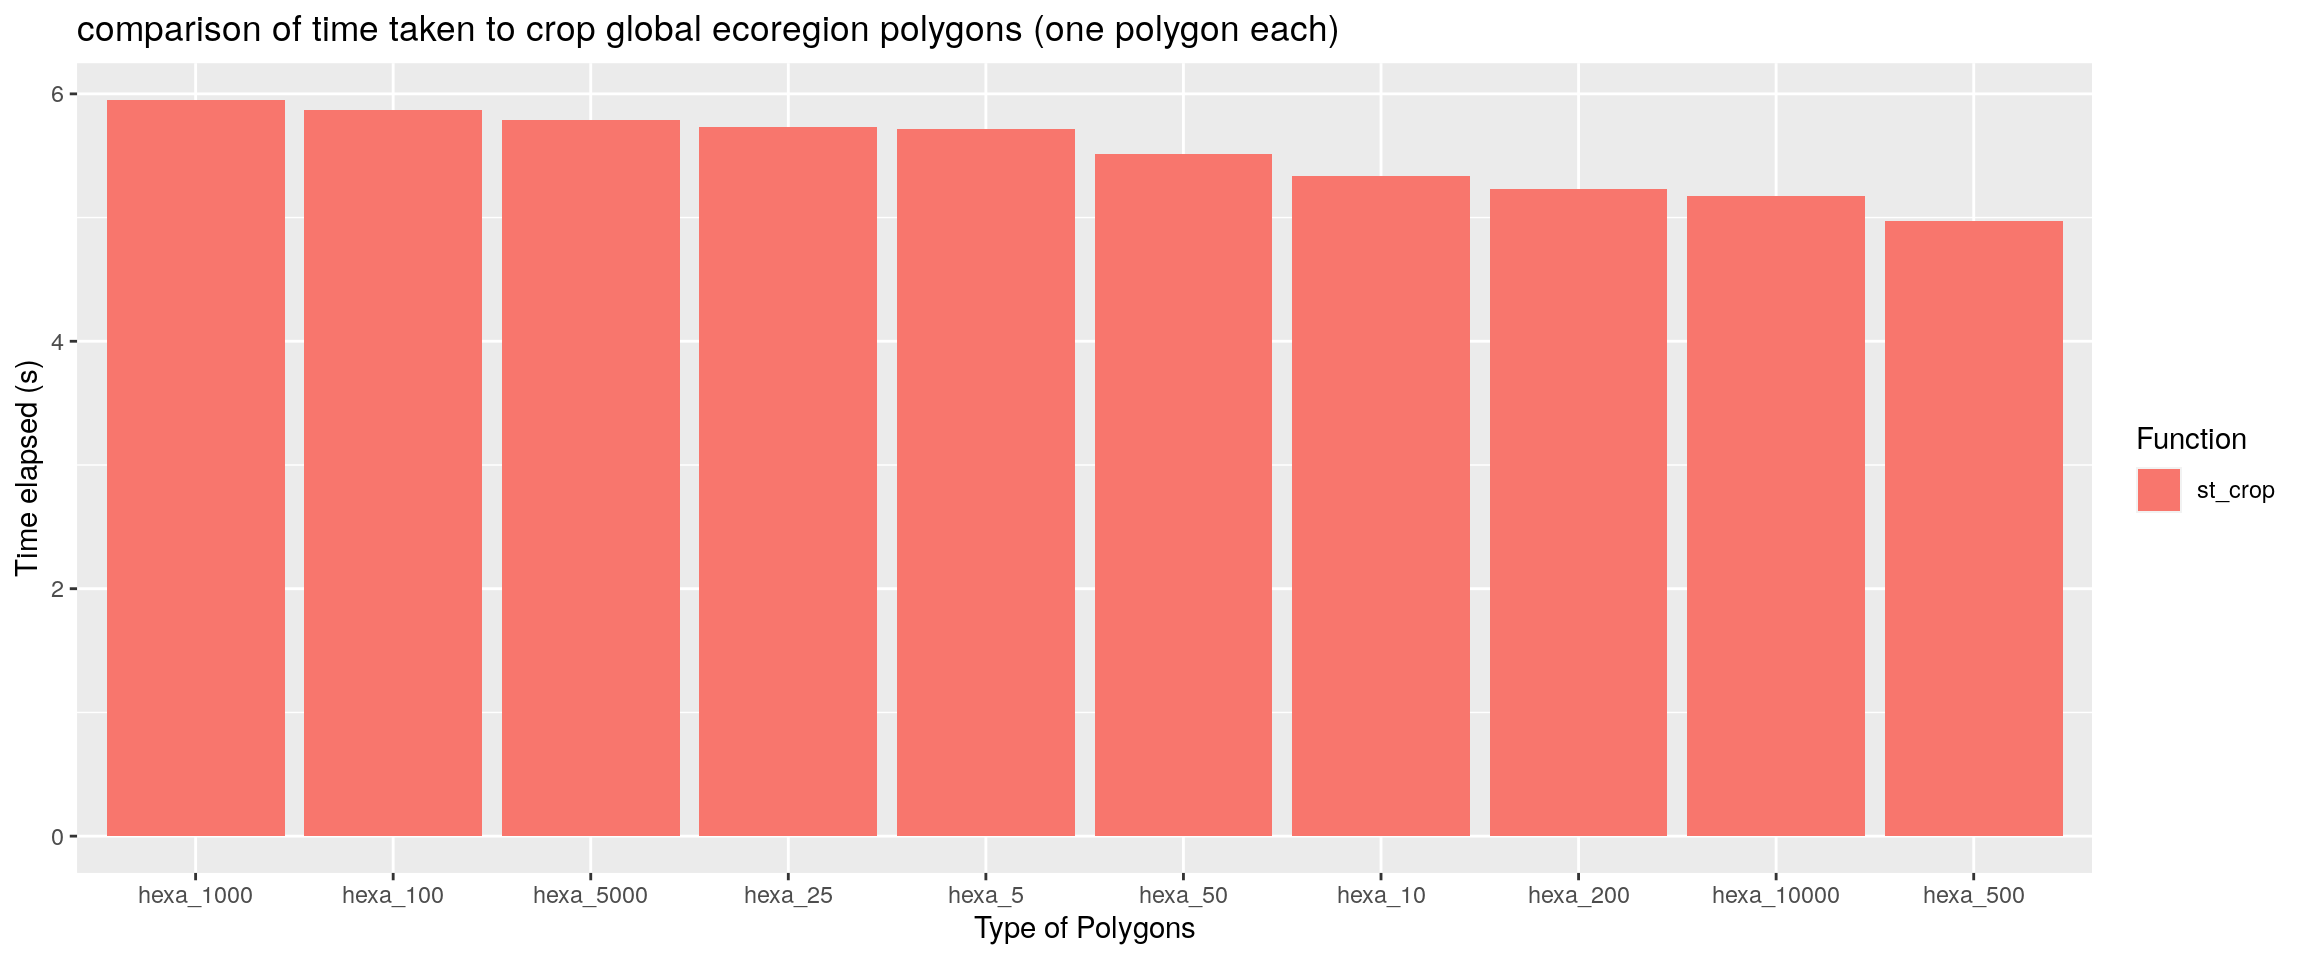 comparison of time taken to crop global ecoregion polygons (one polygon each)
6
4
2
0
Time elapsed (s)
hexa_1000 hexa_100 hexa_5000 hexa_25 hexa_5 hexa_50 hexa_10 hexa_200 hexa_10000 hexa_500
Type of Polygons
Function
st_crop